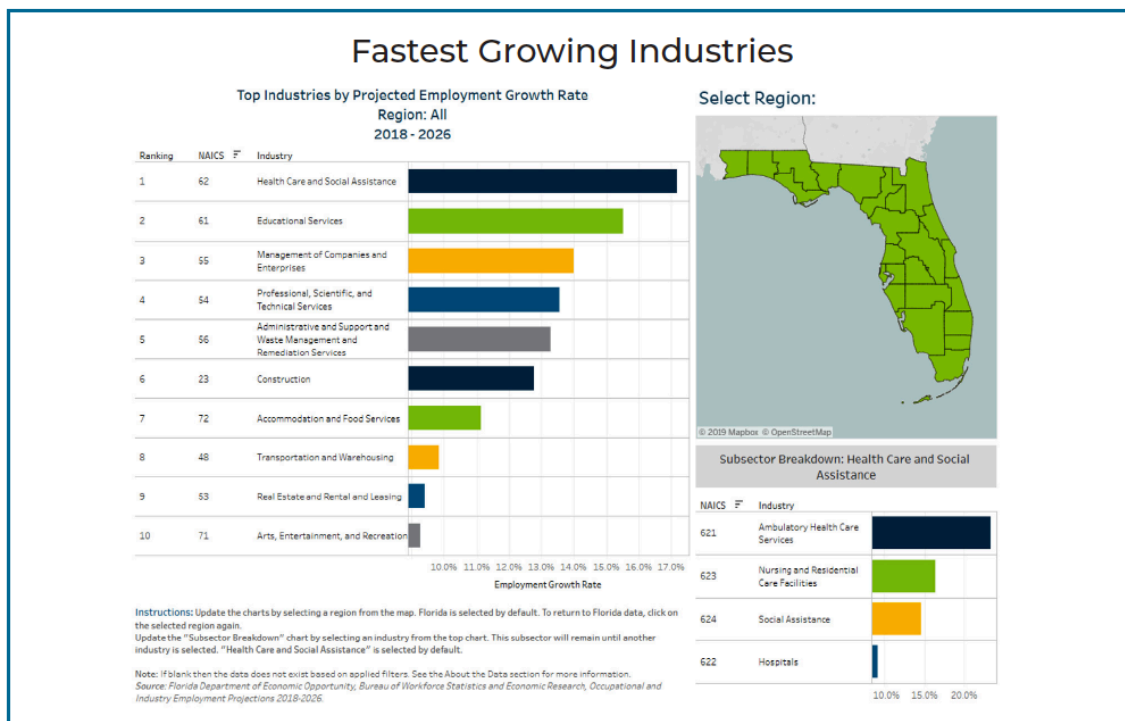 Fastest Growing Industries
Top Industries by Projected Employment Growth Rate
Region: All
2018 - 2026
Ranking NAICS Industry
1 62 Health Care and Social Assistance
2 61 Educational Services
3 55 Management of Companies and
Enterprises
4 54 Professional, Scientific, and
Technical Services
5 56 Administrative and Support and
Waste Management and
Remediation Services
6 23 Construction
7 72 Accommodation and Food Services
8 48 Transportation and Warehousing
9 53 Real Estate and Rental and Leasing
10 71 Arts, Entertainment, and Recreation
10.0% 11.0% 12.0% 13.0% 14.0% 15.0% 16.0% 17.0%
Employment Growth Rate
Instructions: Update the charts by selecting a region from the map. Florida is selected by default. To return to Florida data, click on
the selected region again.
Update the "Subsector Breakdown" chart by selecting an industry from the top chart. This subsector will remain until another
industry is selected. "Health Care and Social Assistance" is selected by default.
Note: If blank then the data does not exist based on applied filters. See the About the Data section for more information.
Source: Florida Department of Economic Opportunity, Bureau of Workforce Statistics and Economic Research, Occupational and
Industry Employment Projections 2018-2026.
Select Region:
© 2019 Mapbox © OpenStreetMap
Subsector Breakdown: Health Care and Social
Assistance
NAICS Industry
621 Ambulatory Health Care
Services
623 Nursing and Residential
Care Facilities
624 Social Assistance
622 Hospitals
10.0% 15.0% 20.0%